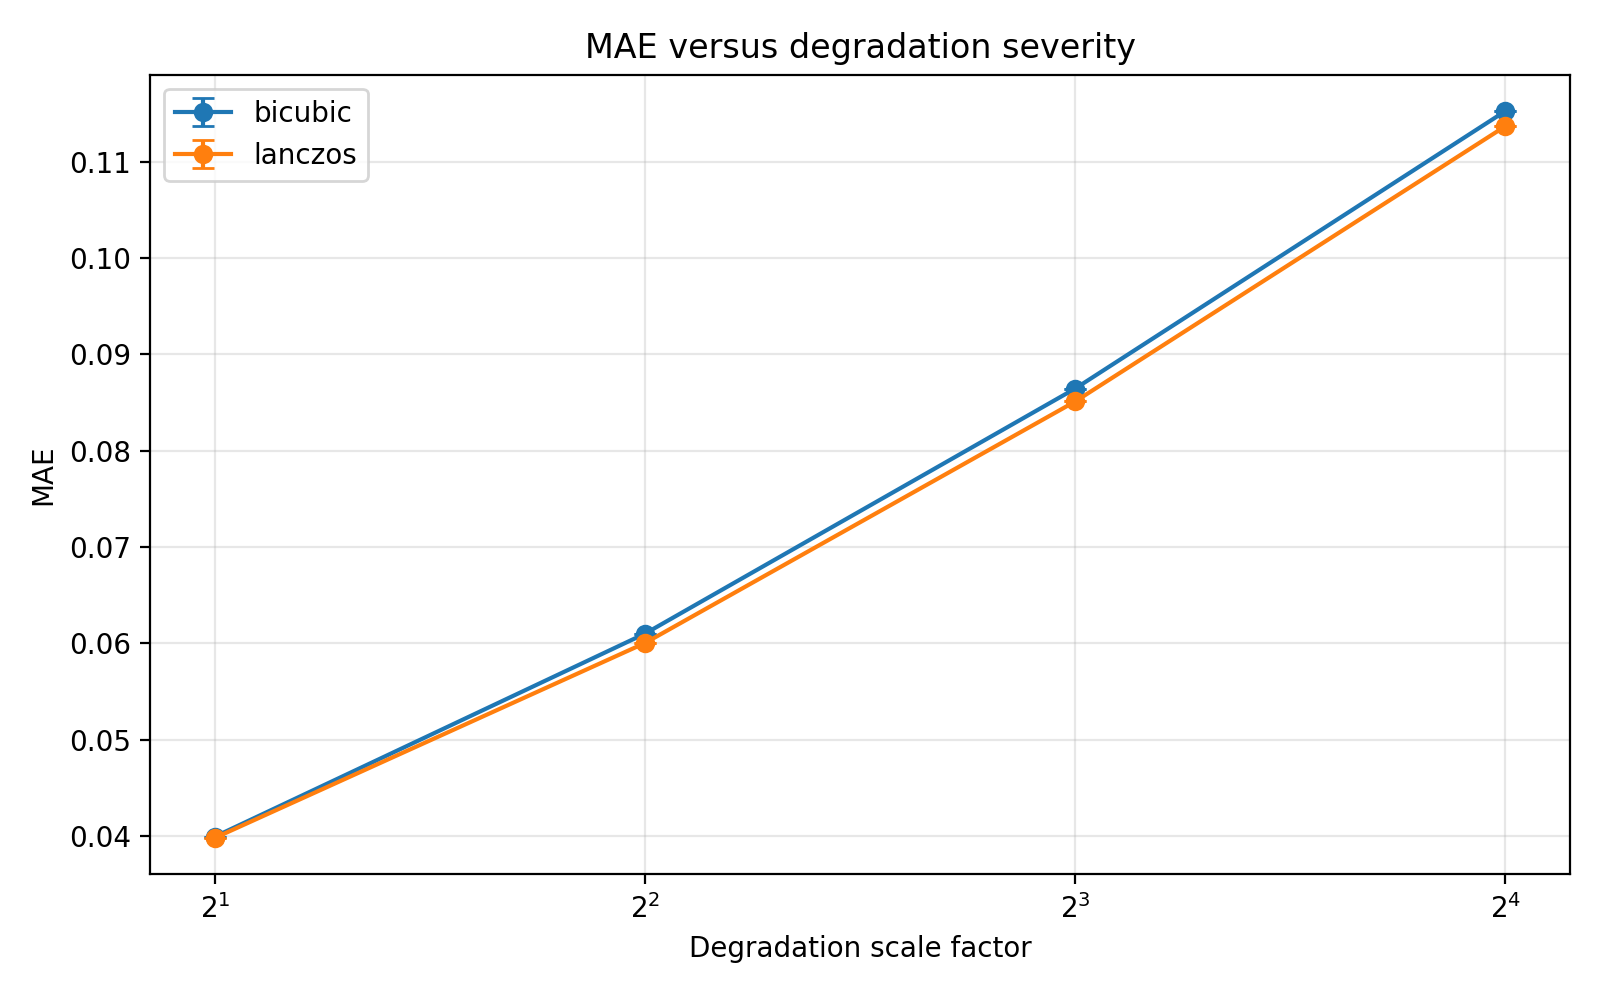 MAE versus degradation severity
bicubic
lanczos
0.11
0.10
0.09
0.08
0.07
0.06
0.05
0.04
MAE
2¹
2²
2³
2⁴
Degradation scale factor